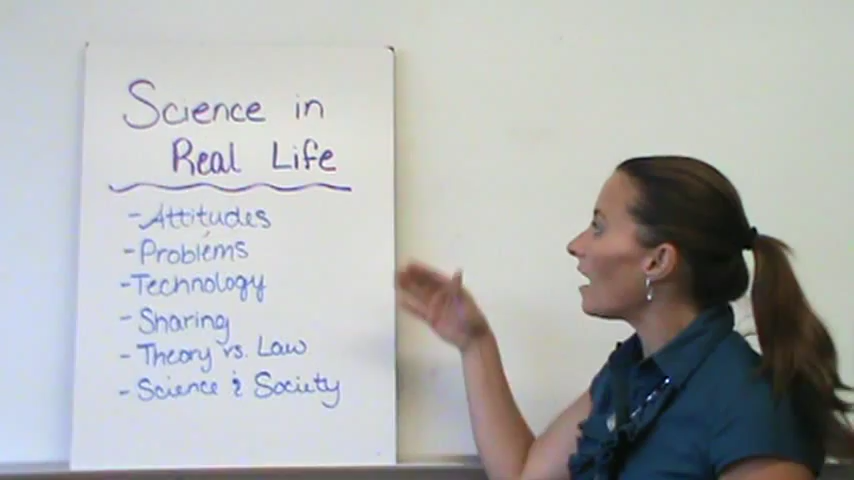 Science in
Real Life
- Attitudes
- Problems
- Technology
- Sharing
- Theory vs. Law
- Science & Society